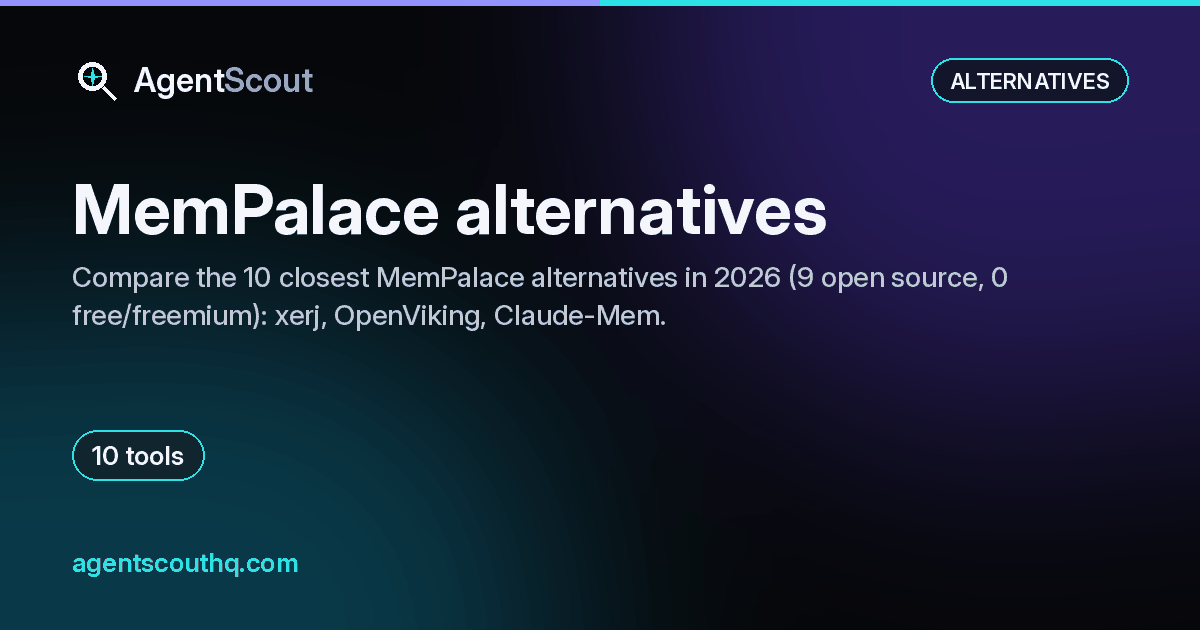 AgentScout
ALTERNATIVES
MemPalace alternatives
Compare the 10 closest MemPalace alternatives in 2026 (9 open source, 0
free/freemium): xerj, OpenViking, Claude-Mem.
10 tools
agentscouthq.com